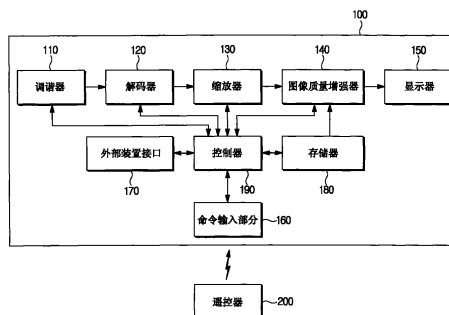 100
110
120
130
140
150
调谐器
解码器
缩放器
图像质量增强器
显示器
外部装置接口
控制器
存储器
170
190
180
命令输入部分
160
遥控器
200